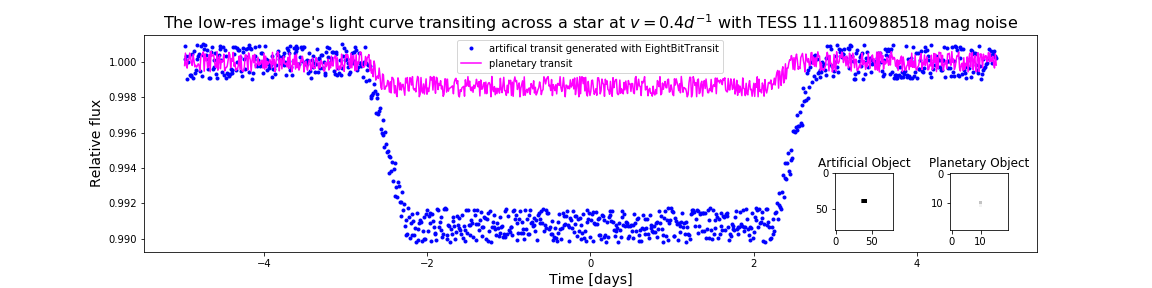 The low-res image's light curve transiting across a star at v = 0.4d⁻¹ with TESS 11.1160988518 mag noise
artifical transit generated with EightBitTransit
planetary transit
Relative flux
1.000
0.998
0.996
0.994
0.992
0.990
Artificial Object
0
50
0
50
Planetary Object
0
10
0
10
−4
−2
0
2
4
Time [days]